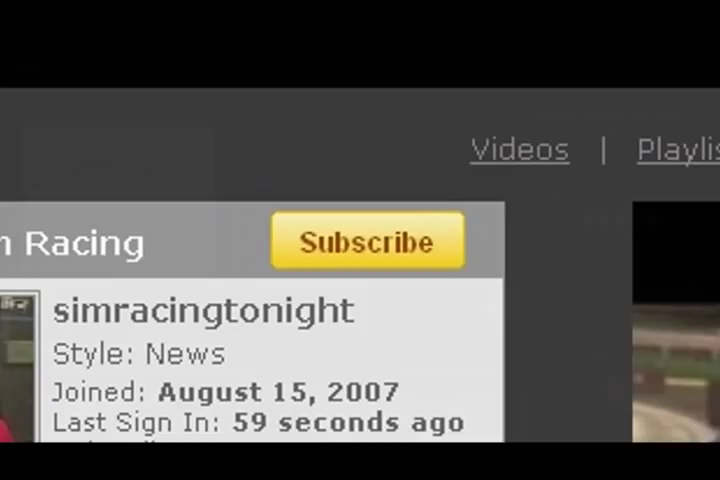 Videos | Playlis
m Racing
Subscribe
simracingtonight
Style: News
Joined: August 15, 2007
Last Sign In: 59 seconds ago